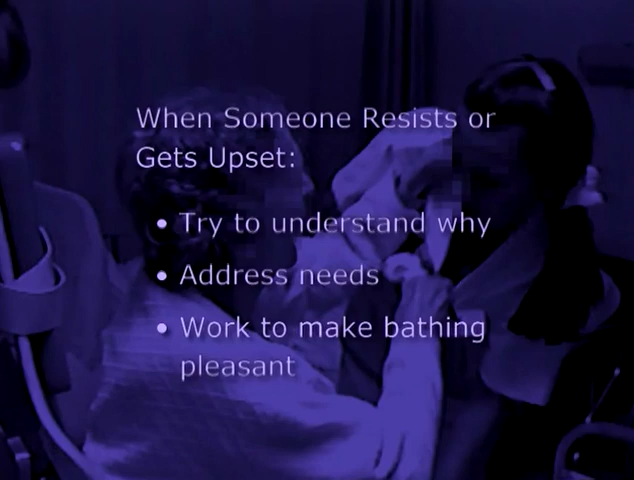 When Someone Resists or
Gets Upset:
• Try to understand why
• Address needs
• Work to make bathing
pleasant